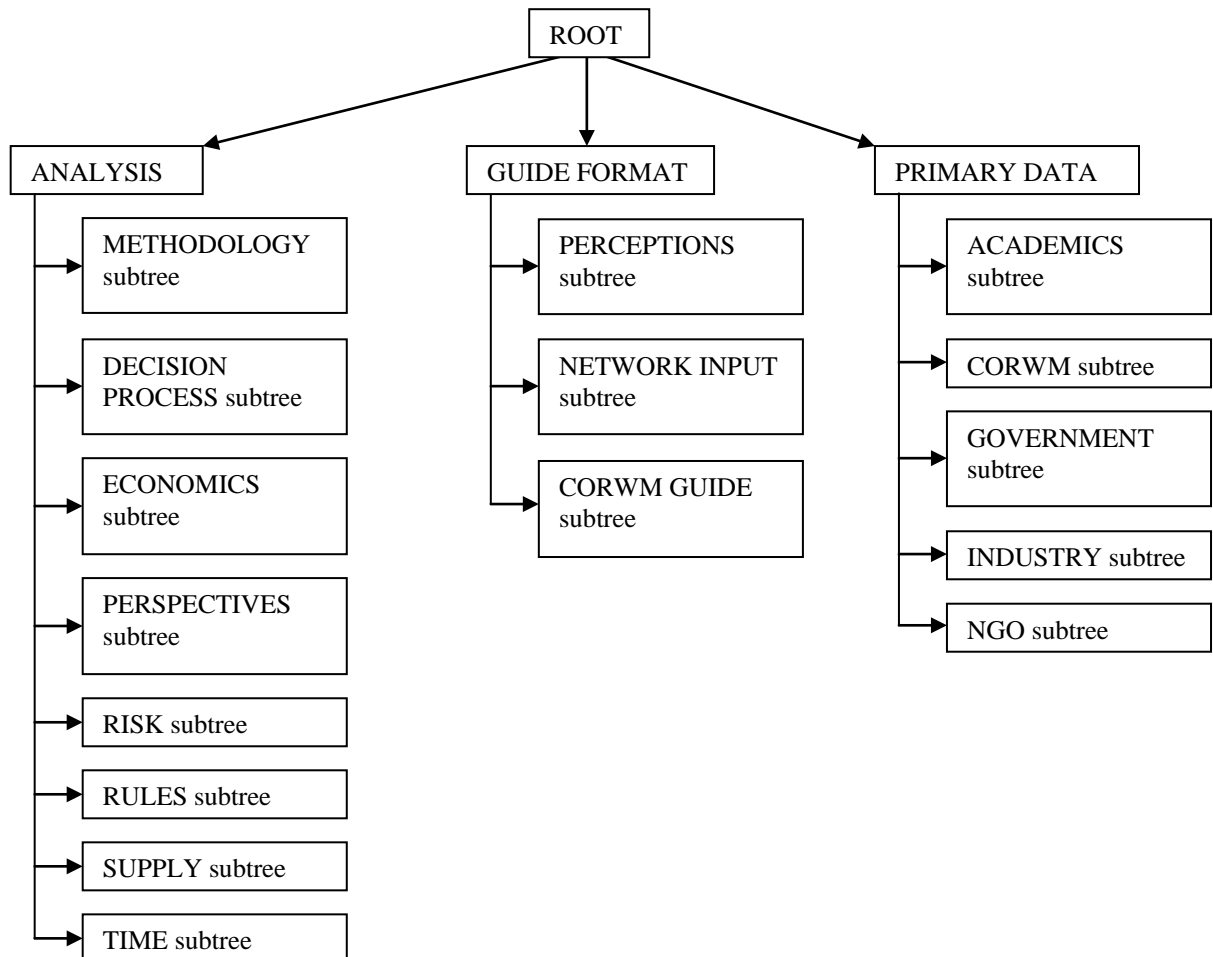 ROOT
ANALYSIS
METHODOLOGY
subtree
DECISION
PROCESS subtree
ECONOMICS
subtree
PERSPECTIVES
subtree
RISK subtree
RULES subtree
SUPPLY subtree
TIME subtree
GUIDE FORMAT
PERCEPTIONS
subtree
NETWORK INPUT
subtree
CORWM GUIDE
subtree
PRIMARY DATA
ACADEMICS
subtree
CORWM subtree
GOVERNMENT
subtree
INDUSTRY subtree
NGO subtree